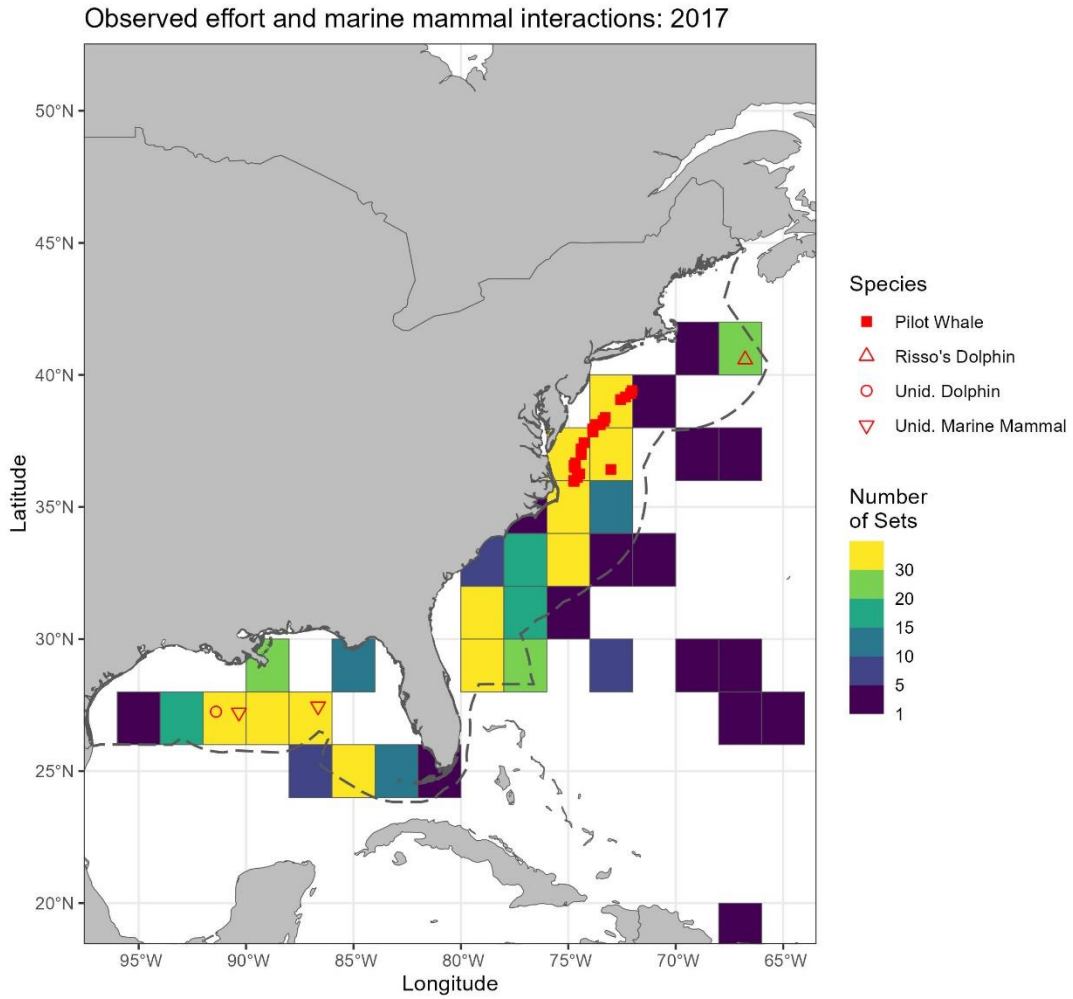 Observed effort and marine mammal interactions: 2017
50°N
45°N
40°N
35°N
30°N
25°N
20°N
Latitude
95°W
90°W
85°W
80°W
75°W
70°W
65°W
Longitude
Species
Pilot Whale
Risso's Dolphin
Unid. Dolphin
Unid. Marine Mammal
Number
of Sets
30
20
15
10
5
1